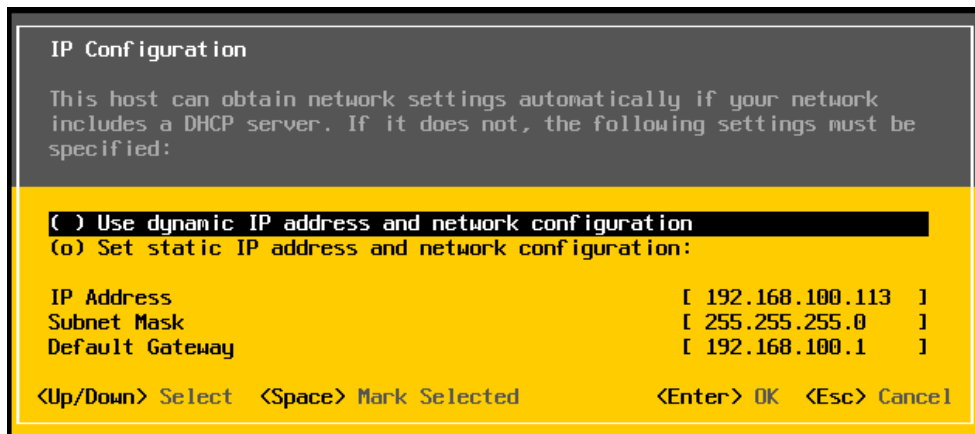 IP Configuration
This host can obtain network settings automatically if your network
includes a DHCP server. If it does not, the following settings must be
specified:
( ) Use dynamic IP address and network configuration
(o) Set static IP address and network configuration:
IP Address [ 192.168.100.113 ]
Subnet Mask [ 255.255.255.0 ]
Default Gateway [ 192.168.100.1 ]
<Up/Down> Select <Space> Mark Selected <Enter> OK <Esc> Cancel